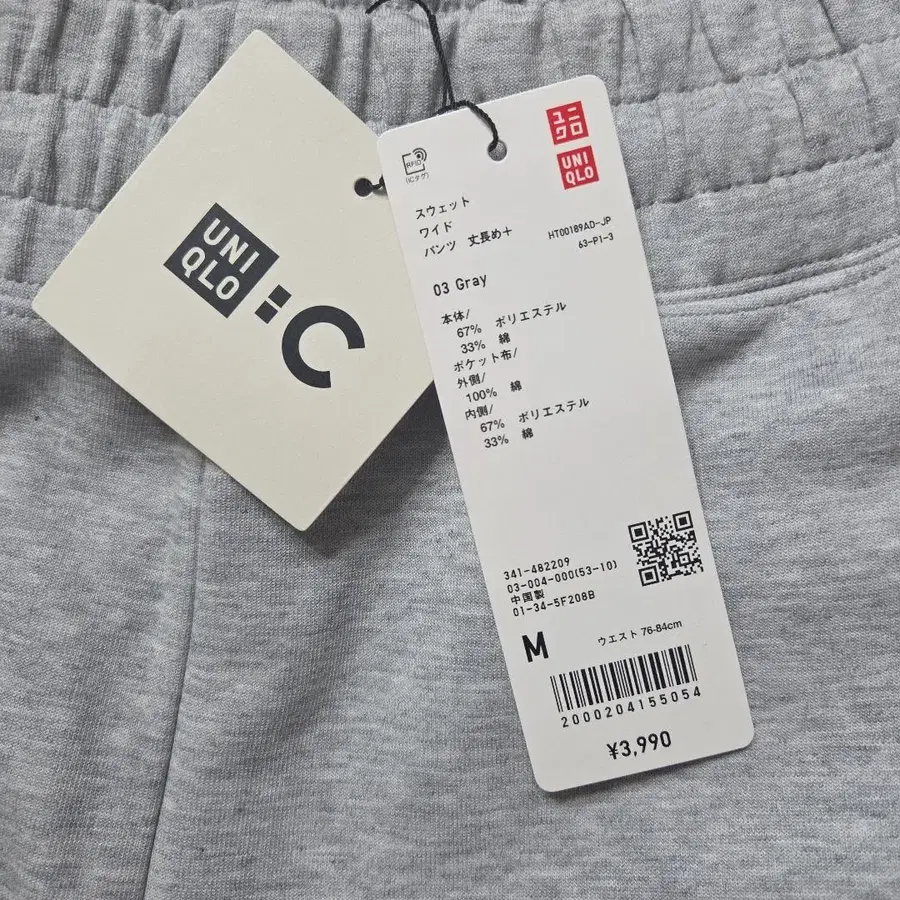 UNI
QLO
:C
ユニ
クロ
UNI
QLO
RFID
(ICタグ)
スウェット
ワイド
パンツ 丈長め+
HT00189AD-JP
63-P1-3
03 Gray
本体/
67% ポリエステル
33% 綿
ポケット布/
外側/
100% 綿
内側/
67% ポリエステル
33% 綿
341-482209
03-004-000(53-10)
中国製
01-34-5F208B
M ウエスト 76-84cm
2000204155054
¥3,990